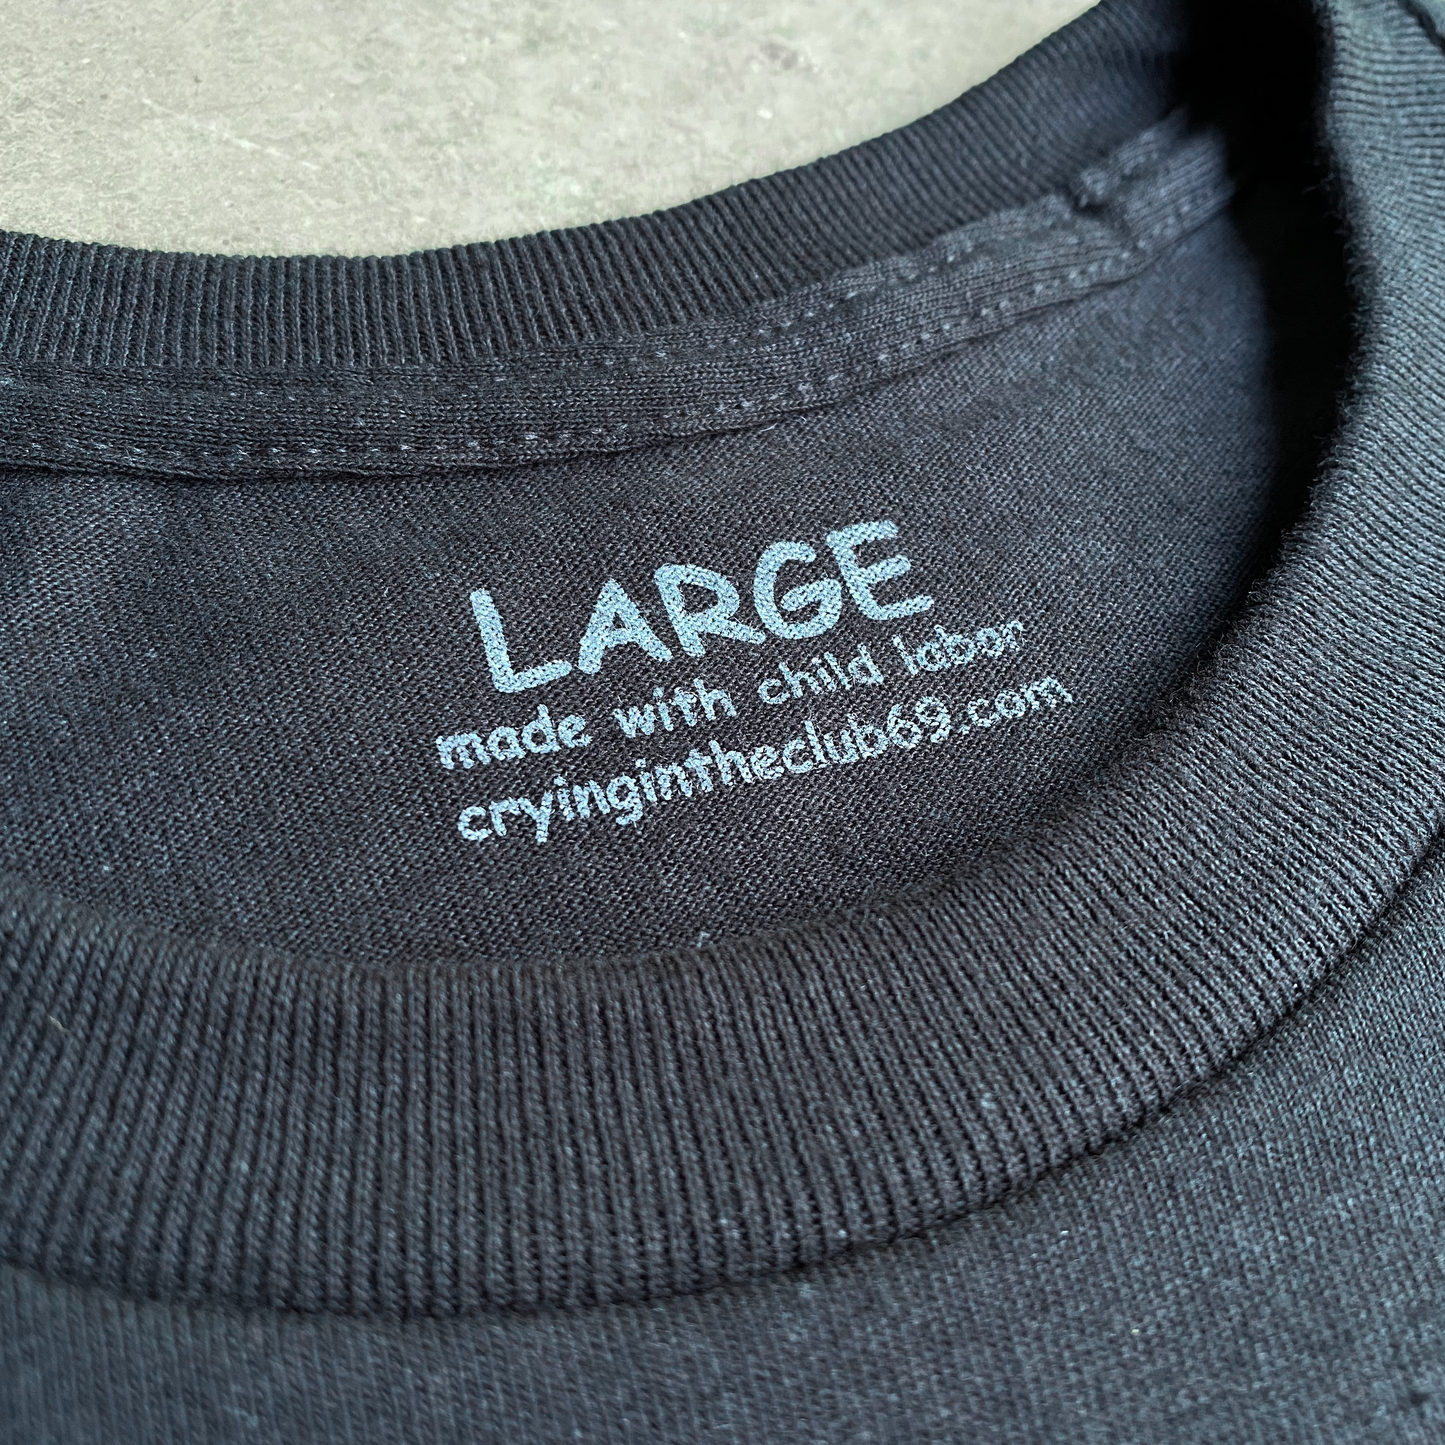 LARGE
made with child labor
cryingintheclub69.com